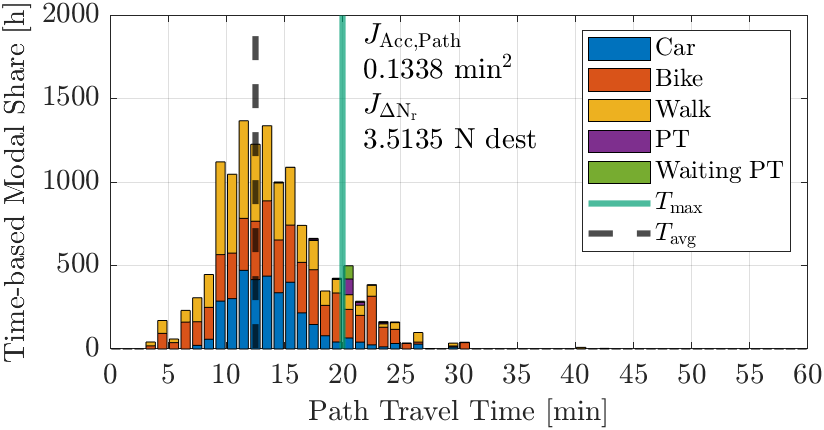 Time-based Modal Share [h]
2000
1500
1000
500
0
0 5 10 15 20 25 30 35 40 45 50 55 60
Path Travel Time [min]
J_Acc,Path
0.1338 min²
J_ΔN_r
3.5135 N dest
Car
Bike
Walk
PT
Waiting PT
T_max
T_avg